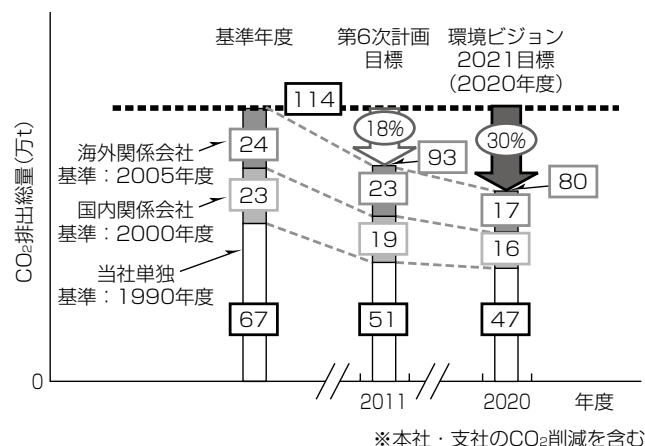 基準年度
第6次計画
目標
環境ビジョン
2021目標
（2020年度）
114
18%
30%
93
80
海外関係会社
基準：2005年度
国内関係会社
基準：2000年度
当社単独
基準：1990年度
24
23
67
23
19
51
17
16
47
CO₂排出総量（万t）
0
2011
2020
年度
※本社・支社のCO₂削減を含む